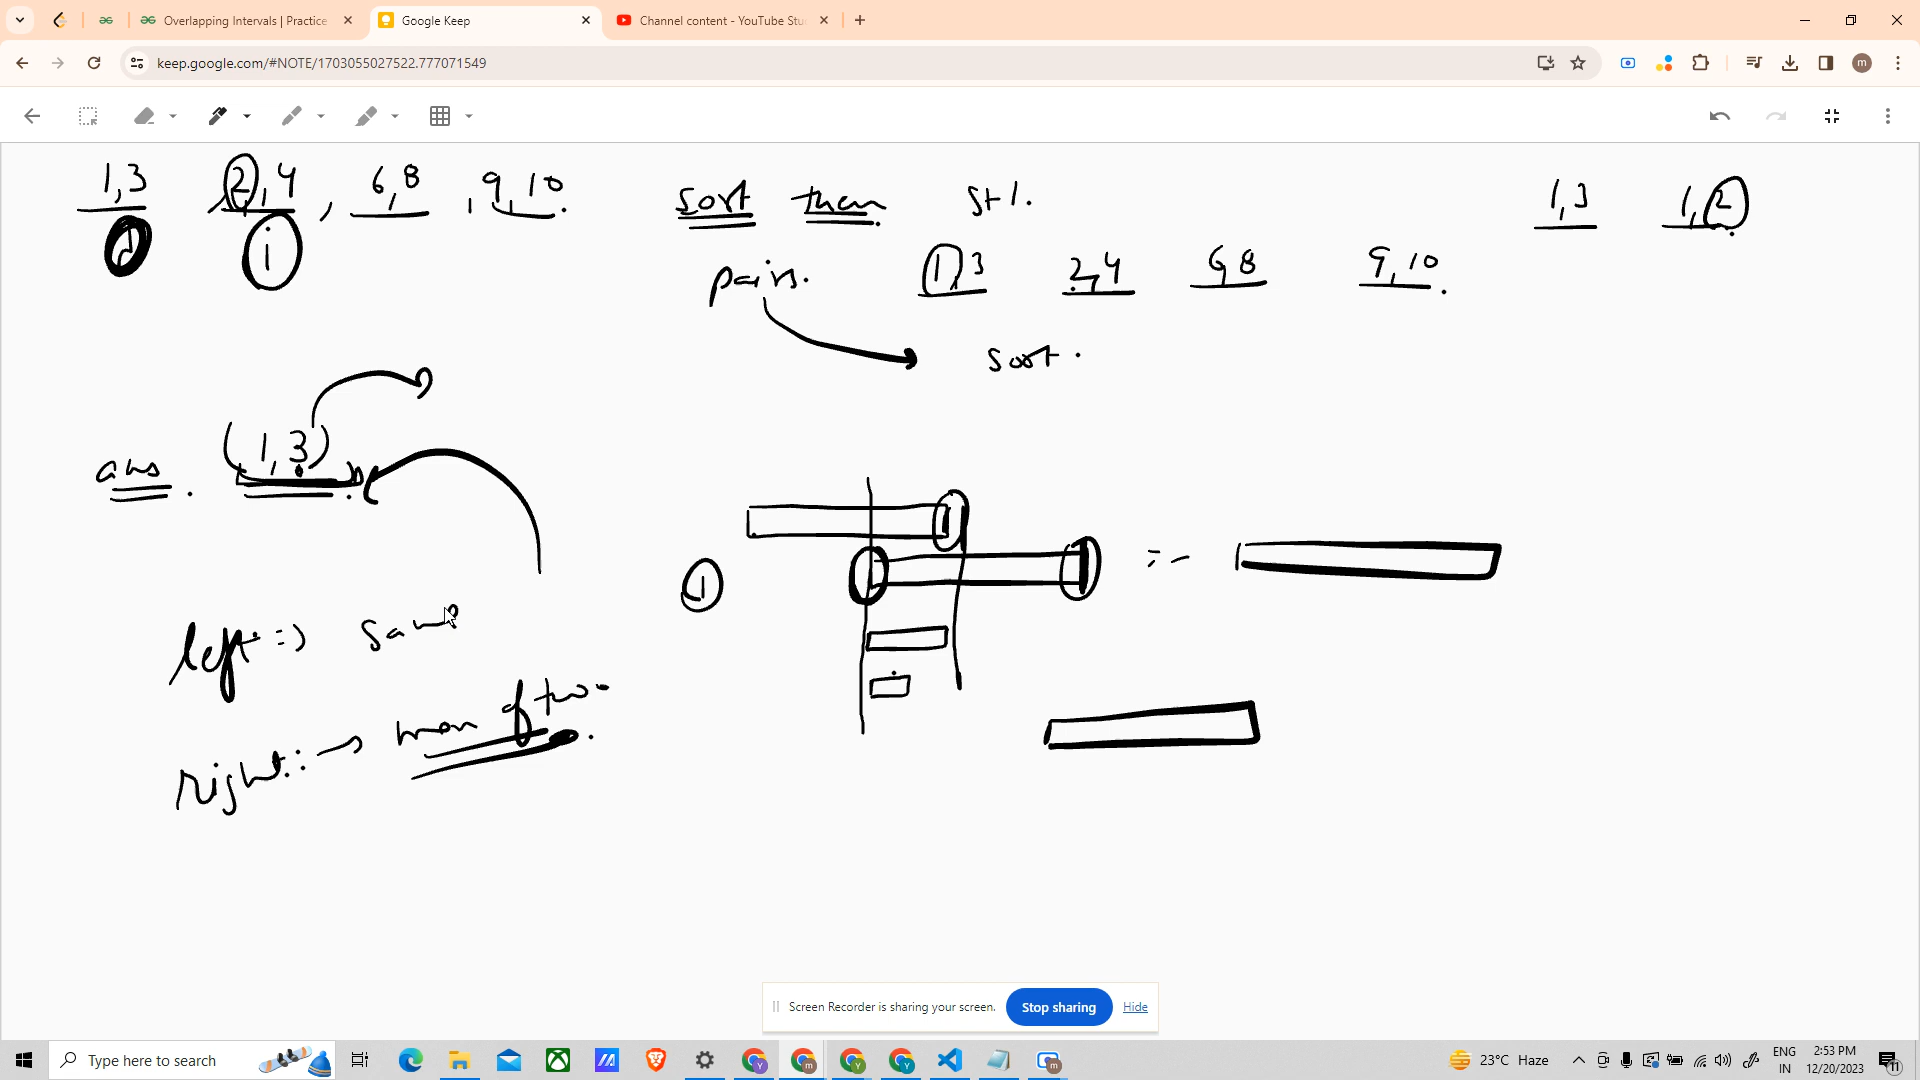 Overlapping Intervals | Practice
Google Keep
Channel content - YouTube Stu
keep.google.com/#NOTE/1703055027522.777071549
m
1,3 2,4 , 6,8 , 9,10.
i
sort then stl.
1,3 1,2.
pairs. 1,3 2,4 6,8 9,10.
sort.
ans. (1,3).
1
:-
left => same
right: -> max of two.
Screen Recorder is sharing your screen. Stop sharing Hide
Type here to search
23°C Haze
ENG
IN
2:53 PM
12/20/2023
11